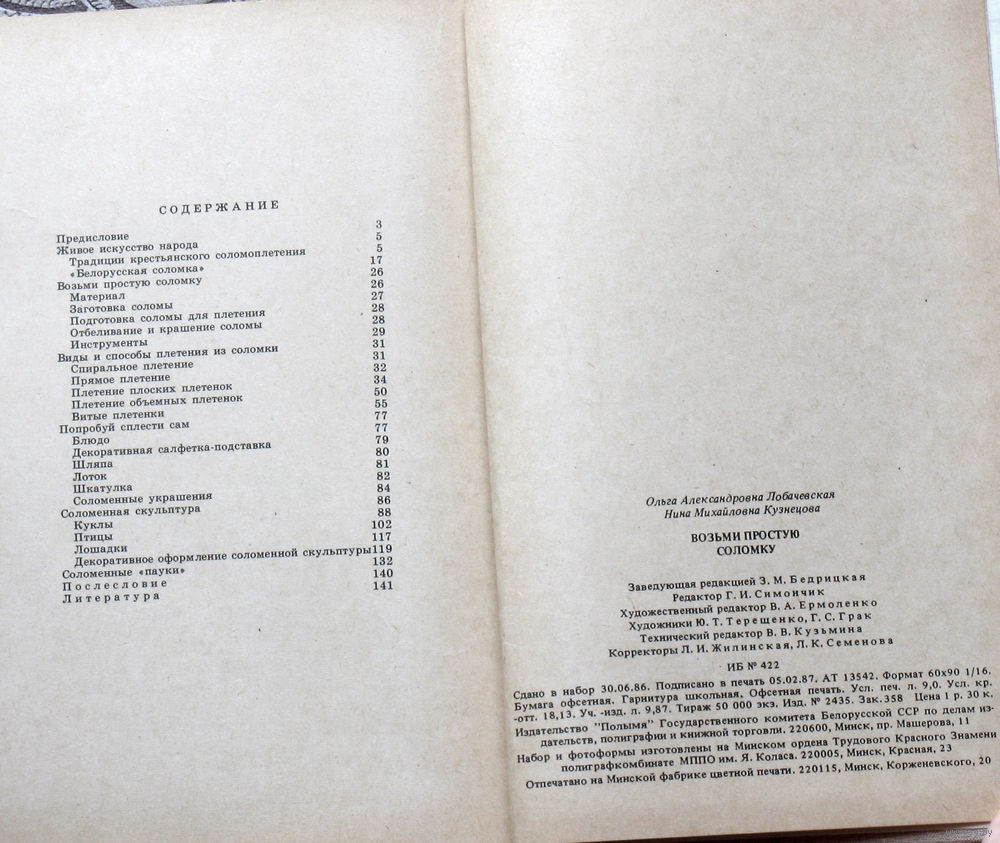 СОДЕРЖАНИЕ
Предисловие 3
Живое искусство народа 5
Традиции крестьянского соломоплетения 5
«Белорусская соломка» 17
Возьми простую соломку 26
Материал 26
Заготовка соломы 27
Подготовка соломы для плетения 28
Отбеливание и крашение соломы 28
Инструменты 29
Виды и способы плетения из соломки 31
Спиральное плетение 31
Прямое плетение 32
Плетение плоских плетенок 34
Плетение объемных плетенок 50
Витые плетенки 55
Попробуй сплести сам 77
Блюдо 77
Декоративная салфетка-подставка 79
Шляпа 80
Лоток 81
Шкатулка 82
Соломенные украшения 84
Соломенная скульптура 86
Куклы 88
Птицы 102
Лошадки 117
Декоративное оформление соломенной скульптуры 119
Соломенные «пауки» 132
Послесловие 140
Литература 141
Ольга Александровна Лобачевская
Нина Михайловна Кузнецова
ВОЗЬМИ ПРОСТУЮ
СОЛОМКУ
Заведующая редакцией З. М. Бедрицкая
Редактор Г. И. Симончик
Художественный редактор В. А. Ермоленко
Художники Ю. Т. Терещенко, Г. С. Грак
Технический редактор В. В. Кузьмина
Корректоры Л. И. Жилинская, Л. К. Семенова
ИБ № 422
Сдано в набор 30.06.86. Подписано в печать 05.02.87. АТ 13542. Формат 60х90 1/16.
Бумага офсетная. Гарнитура школьная. Офсетная печать. Усл. печ. л. 9,0. Усл. кр.
-отт. 18,13. Уч. -изд. л. 9,87. Тираж 50 000 экз. Изд. № 2435. Зак. 358 Цена 1 р. 30 к.
Издательство "Полымя" Государственного комитета Белорусской ССР по делам из-
дательств, полиграфии и книжной торговли. 220600, Минск, пр. Машерова, 11
Набор и фотоформы изготовлены на Минском ордена Трудового Красного Знамени
полиграфкомбинате МППО им. Я. Коласа. 220005, Минск, Красная, 23
Отпечатано на Минской фабрике цветной печати. 220115, Минск, Корженевского, 20